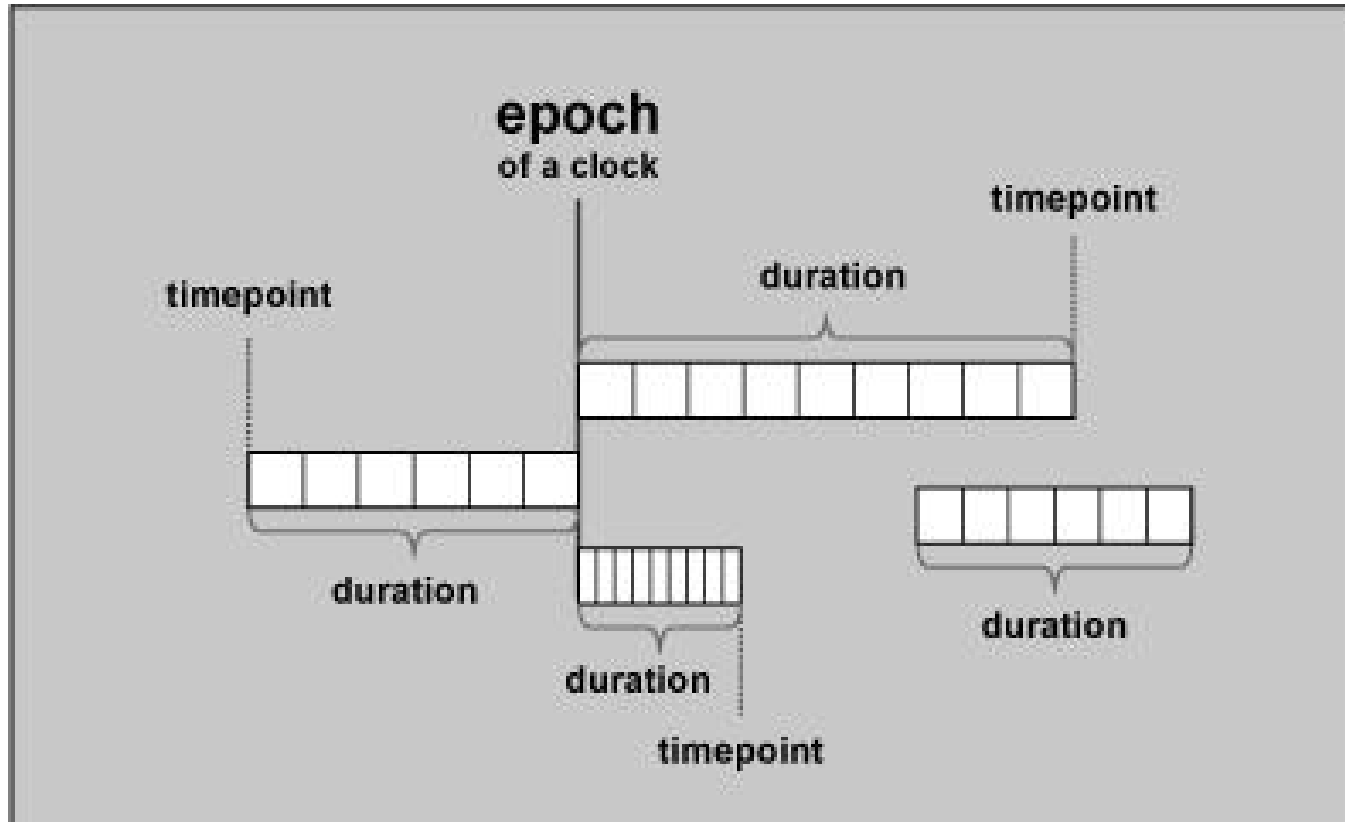 epoch
of a clock
timepoint
duration
timepoint
duration
duration
duration
timepoint